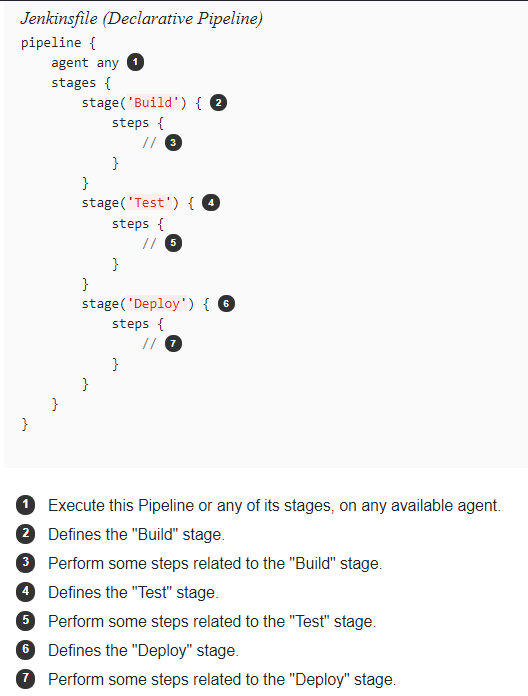 Jenkinsfile (Declarative Pipeline)
pipeline {
    agent any 1
    stages {
        stage('Build') { 2
            steps {
                // 3
            }
        }
        stage('Test') { 4
            steps {
                // 5
            }
        }
        stage('Deploy') { 6
            steps {
                // 7
            }
        }
    }
}
1 Execute this Pipeline or any of its stages, on any available agent.
2 Defines the "Build" stage.
3 Perform some steps related to the "Build" stage.
4 Defines the "Test" stage.
5 Perform some steps related to the "Test" stage.
6 Defines the "Deploy" stage.
7 Perform some steps related to the "Deploy" stage.